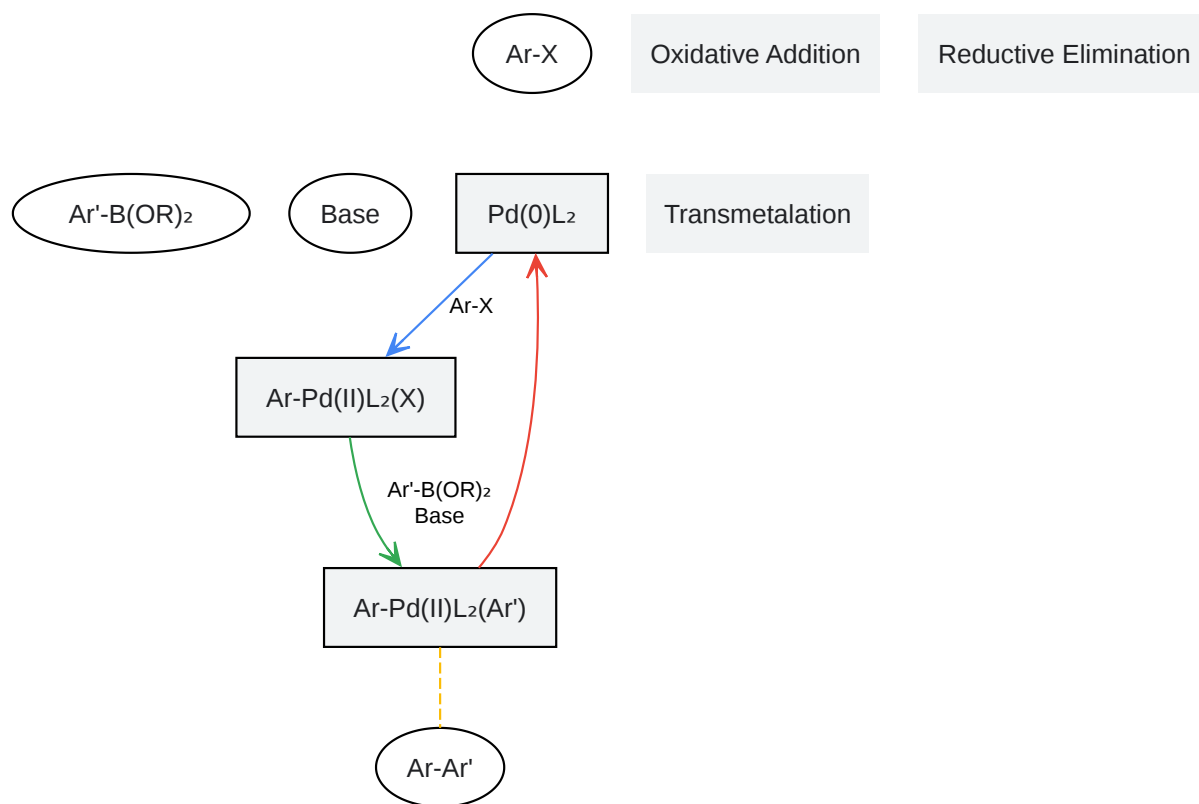 Ar-X
Oxidative Addition
Reductive Elimination
Ar'-B(OR)₂
Base
Pd(0)L₂
Transmetalation
Ar-X
Ar-Pd(II)L₂(X)
Ar'-B(OR)₂
Base
Ar-Pd(II)L₂(Ar')
Ar-Ar'